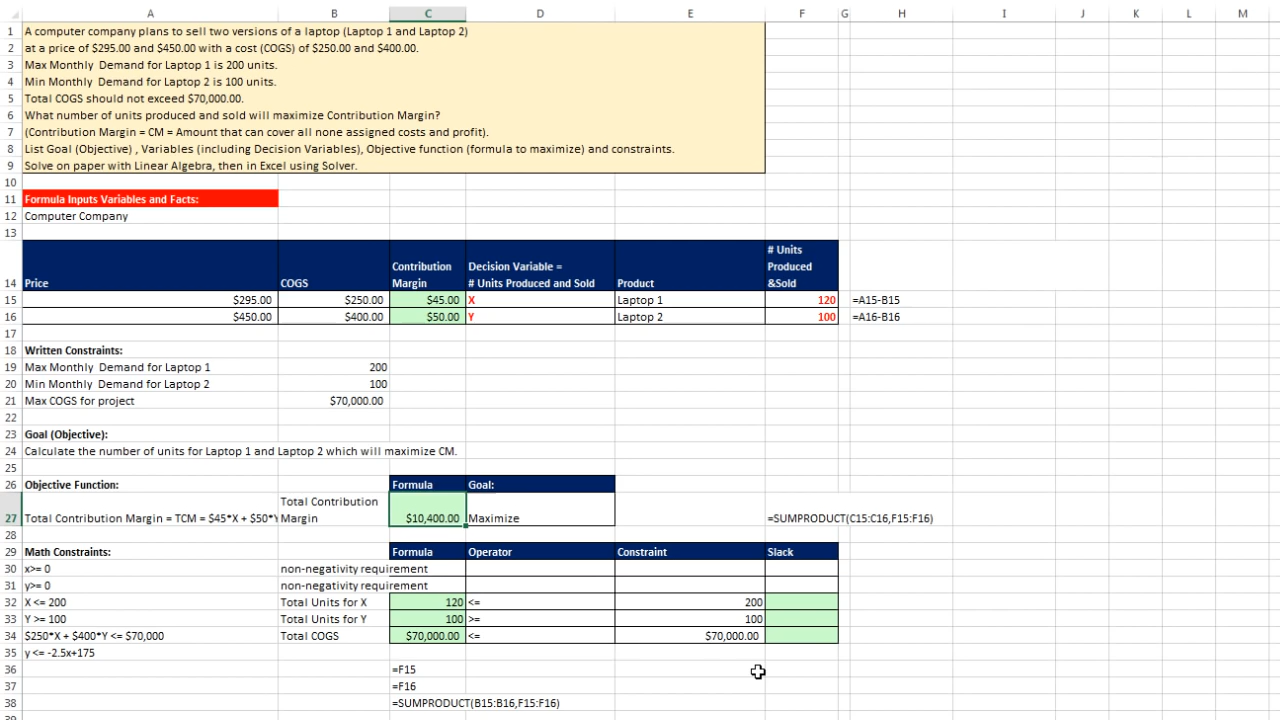 A B C D E F G H I J K L M
1 A computer company plans to sell two versions of a laptop (Laptop 1 and Laptop 2)
2 at a price of $295.00 and $450.00 with a cost (COGS) of $250.00 and $400.00.
3 Max Monthly Demand for Laptop 1 is 200 units.
4 Min Monthly Demand for Laptop 2 is 100 units.
5 Total COGS should not exceed $70,000.00.
6 What number of units produced and sold will maximize Contribution Margin?
7 (Contribution Margin = CM = Amount that can cover all none assigned costs and profit).
8 List Goal (Objective) , Variables (including Decision Variables), Objective function (formula to maximize) and constraints.
9 Solve on paper with Linear Algebra, then in Excel using Solver.
10
11 Formula Inputs Variables and Facts:
12 Computer Company
13
# Units
Contribution Decision Variable = Produced
14 Price COGS Margin # Units Produced and Sold Product &Sold
15 $295.00 $250.00 $45.00 X Laptop 1 120 =A15-B15
16 $450.00 $400.00 $50.00 Y Laptop 2 100 =A16-B16
17
18 Written Constraints:
19 Max Monthly Demand for Laptop 1 200
20 Min Monthly Demand for Laptop 2 100
21 Max COGS for project $70,000.00
22
23 Goal (Objective):
24 Calculate the number of units for Laptop 1 and Laptop 2 which will maximize CM.
25
26 Objective Function: Formula Goal:
Total Contribution
27 Total Contribution Margin = TCM = $45*X + $50*Y Margin $10,400.00 Maximize =SUMPRODUCT(C15:C16,F15:F16)
28
29 Math Constraints: Formula Operator Constraint Slack
30 x>= 0 non-negativity requirement
31 y>= 0 non-negativity requirement
32 X <= 200 Total Units for X 120 <= 200
33 Y >= 100 Total Units for Y 100 >= 100
34 $250*X + $400*Y <= $70,000 Total COGS $70,000.00 <= $70,000.00
35 y <= -2.5x+175
36 =F15
37 =F16
38 =SUMPRODUCT(B15:B16,F15:F16)